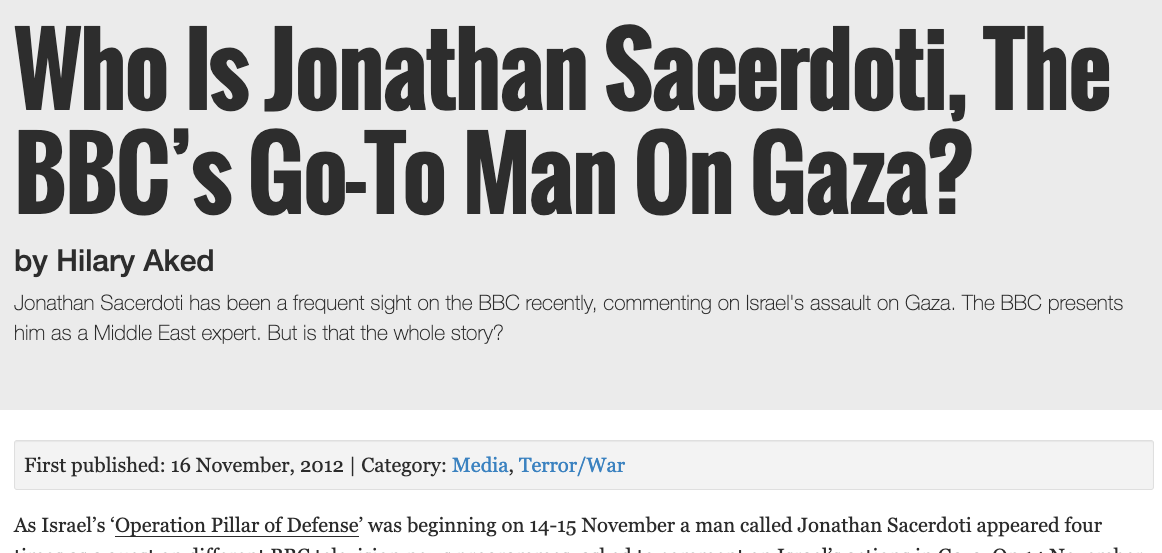 Who Is Jonathan Sacerdoti, The
BBC’s Go-To Man On Gaza?
by Hilary Aked
Jonathan Sacerdoti has been a frequent sight on the BBC recently, commenting on Israel's assault on Gaza. The BBC presents
him as a Middle East expert. But is that the whole story?
First published: 16 November, 2012 | Category: Media, Terror/War
As Israel’s ‘Operation Pillar of Defense’ was beginning on 14-15 November a man called Jonathan Sacerdoti appeared four